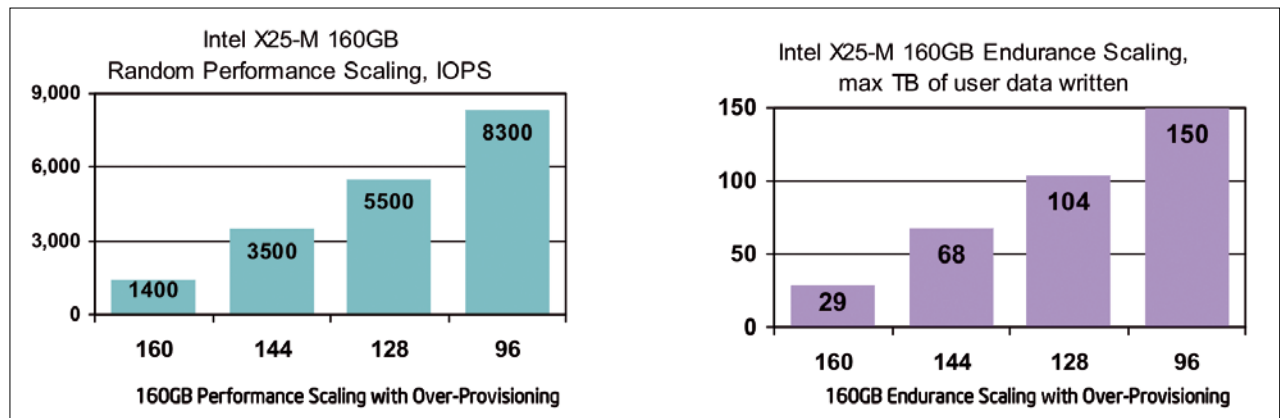 Intel X25-M 160GB
Random Performance Scaling, IOPS
9,000
6,000
3,000
0
1400
3500
5500
8300
160 144 128 96
160GB Performance Scaling with Over-Provisioning
Intel X25-M 160GB Endurance Scaling,
max TB of user data written
150
100
50
0
29
68
104
150
160 144 128 96
160GB Endurance Scaling with Over-Provisioning